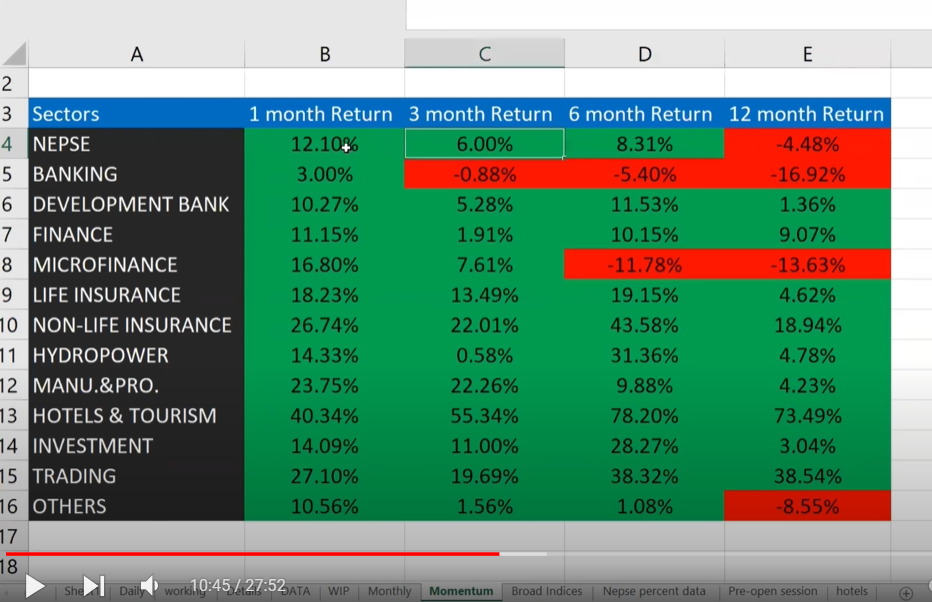 A B C D E
2
3 Sectors 1 month Return 3 month Return 6 month Return 12 month Return
4 NEPSE 12.10% 6.00% 8.31% -4.48%
5 BANKING 3.00% -0.88% -5.40% -16.92%
6 DEVELOPMENT BANK 10.27% 5.28% 11.53% 1.36%
7 FINANCE 11.15% 1.91% 10.15% 9.07%
8 MICROFINANCE 16.80% 7.61% -11.78% -13.63%
9 LIFE INSURANCE 18.23% 13.49% 19.15% 4.62%
10 NON-LIFE INSURANCE 26.74% 22.01% 43.58% 18.94%
11 HYDROPOWER 14.33% 0.58% 31.36% 4.78%
12 MANU.&PRO. 23.75% 22.26% 9.88% 4.23%
13 HOTELS & TOURISM 40.34% 55.34% 78.20% 73.49%
14 INVESTMENT 14.09% 11.00% 28.27% 3.04%
15 TRADING 27.10% 19.69% 38.32% 38.54%
16 OTHERS 10.56% 1.56% 1.08% -8.55%
17
18
10:45 / 27:52
Daily working Details DATA WIP Monthly Momentum Broad Indices Nepse percent data Pre-open session hotels